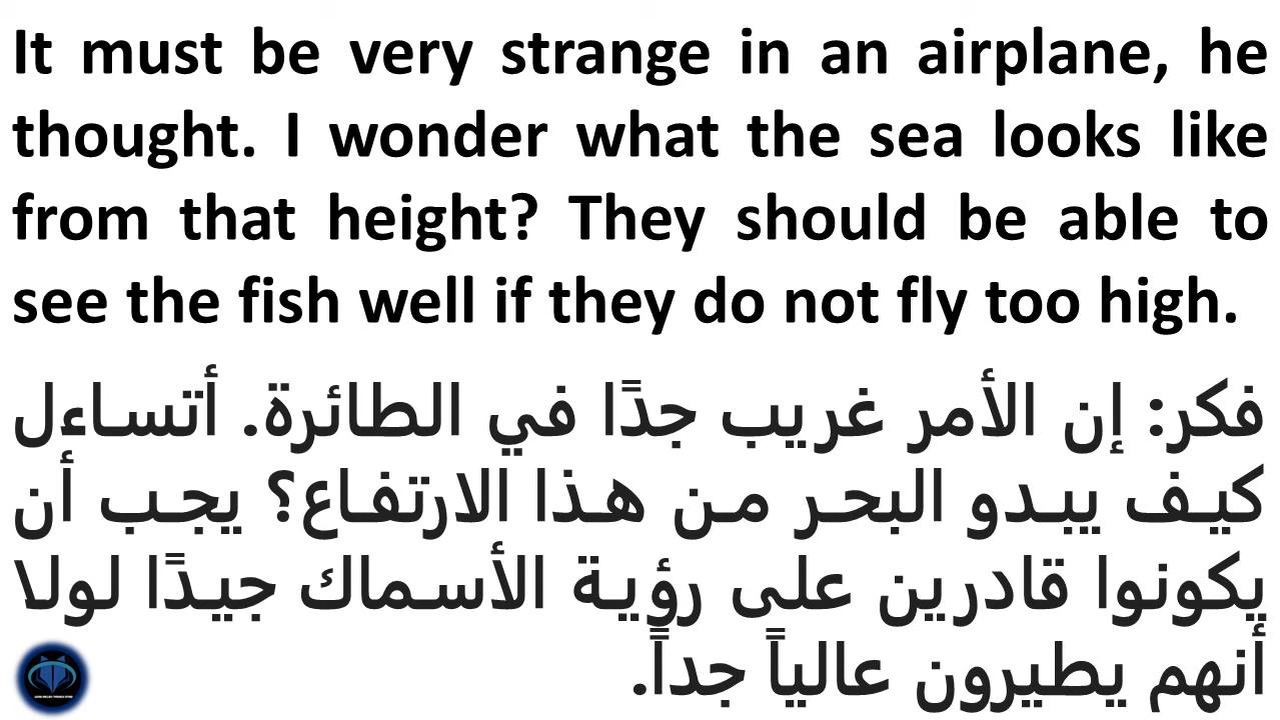 It must be very strange in an airplane, he
thought. I wonder what the sea looks like
from that height? They should be able to
see the fish well if they do not fly too high.
فكر: إن الأمر غريب جدًا في الطائرة. أتساءل
كيف يبدو البحر من هذا الارتفاع؟ يجب أن
يكونوا قادرين على رؤية الأسماك جيدًا لولا
أنهم يطيرون عالياً جداً.